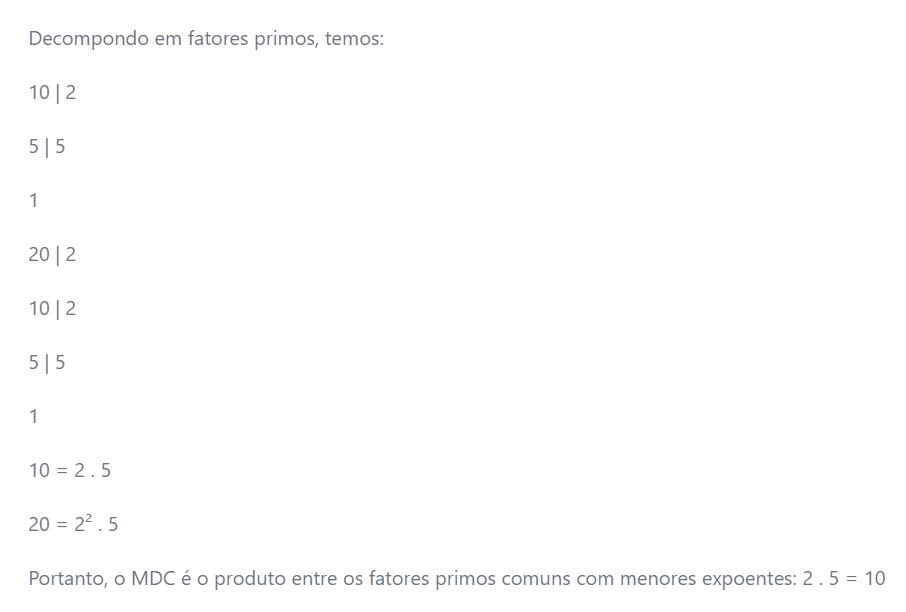 Decompondo em fatores primos, temos:
10 | 2
5 | 5
1
20 | 2
10 | 2
5 | 5
1
10 = 2 . 5
20 = 2² . 5
Portanto, o MDC é o produto entre os fatores primos comuns com menores expoentes: 2 . 5 = 10